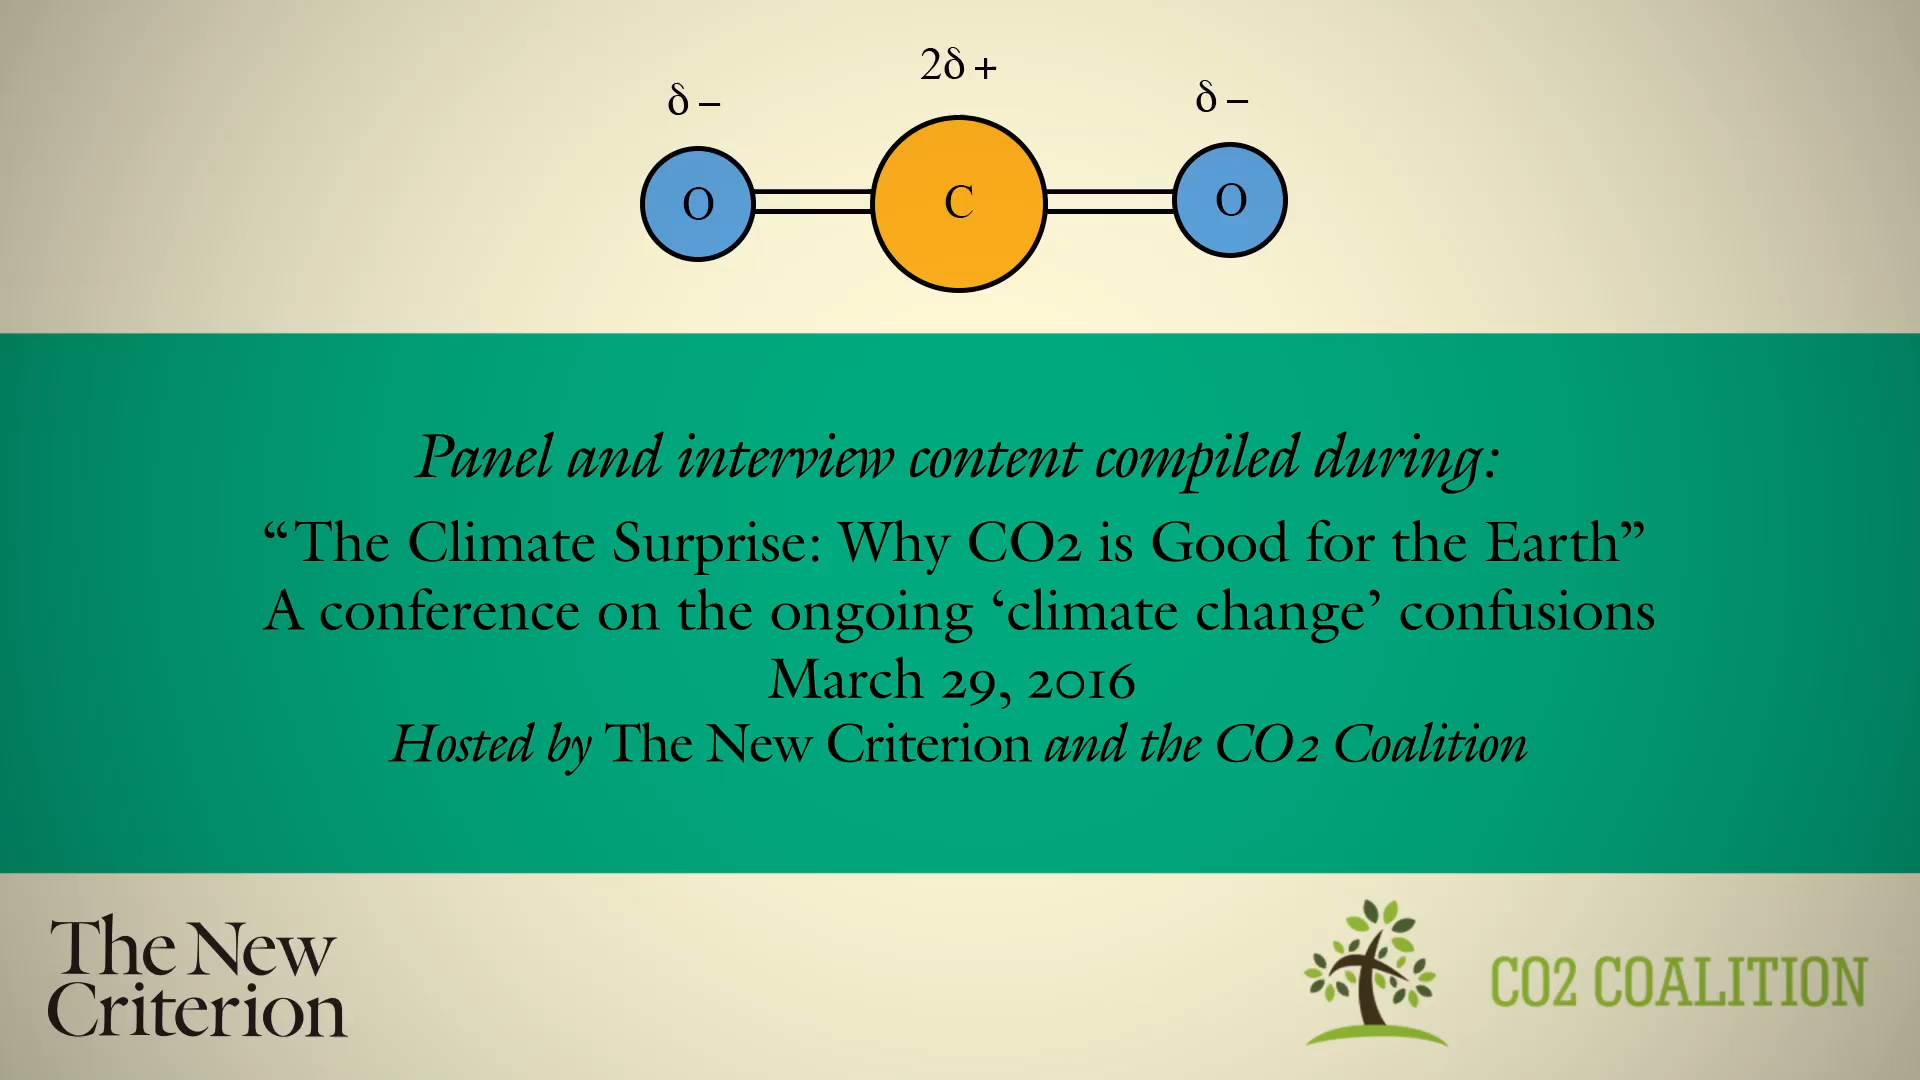 2δ +
δ –
δ –
O
C
O
Panel and interview content compiled during:
“The Climate Surprise: Why CO2 is Good for the Earth”
A conference on the ongoing ‘climate change’ confusions
March 29, 2016
Hosted by The New Criterion and the CO2 Coalition
The New
Criterion
CO2 COALITION